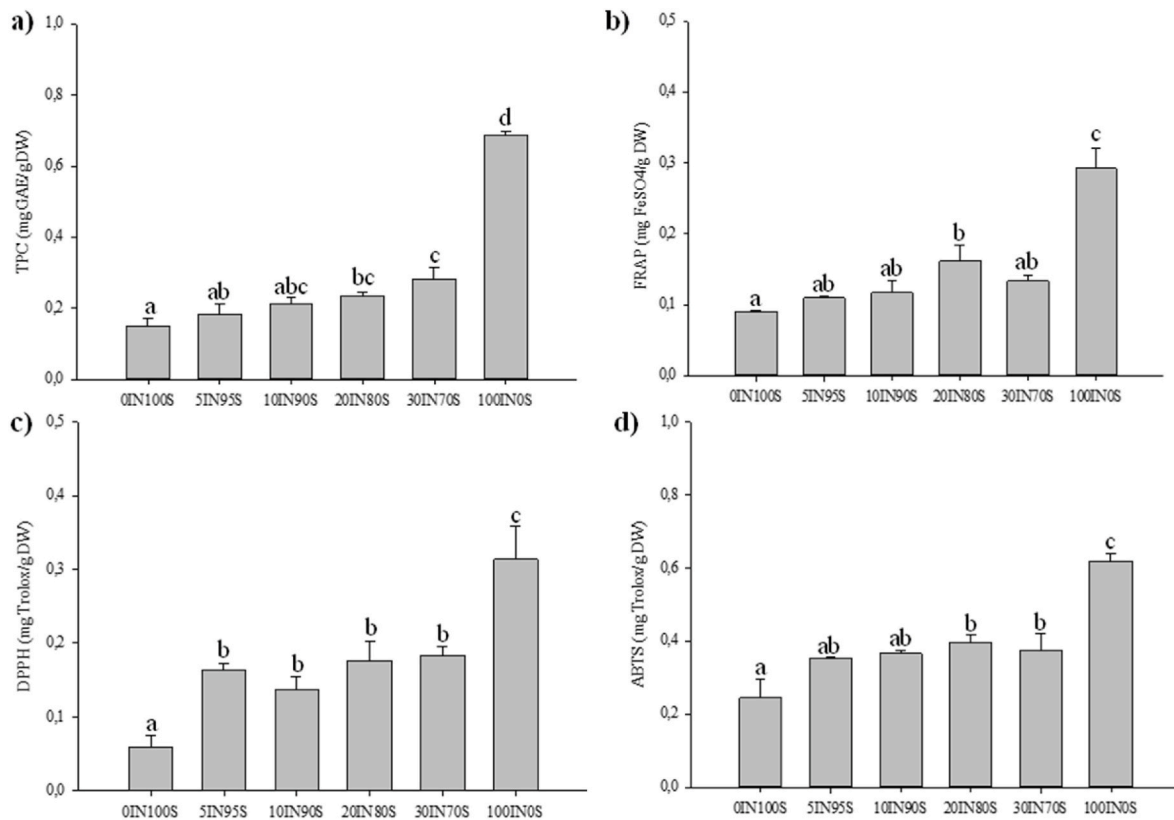 a)
TPC (mgGAE/gDW)
1,0
0,8
0,6
0,4
0,2
0,0
a
ab
abc
bc
c
d
0IN100S 5IN95S 10IN90S 20IN80S 30IN70S 100IN0S
b)
FRAP (mg FeSO4/g DW)
0,5
0,4
0,3
0,2
0,1
0,0
a
ab
ab
b
ab
c
0IN100S 5IN95S 10IN90S 20IN80S 30IN70S 100IN0S
c)
DPPH (mgTrolox/gDW)
0,5
0,4
0,3
0,2
0,1
0,0
a
b
b
b
b
c
0IN100S 5IN95S 10IN90S 20IN80S 30IN70S 100IN0S
d)
ABTS (mgTrolox/gDW)
1,0
0,8
0,6
0,4
0,2
0,0
a
ab
ab
b
b
c
0IN100S 5IN95S 10IN90S 20IN80S 30IN70S 100IN0S